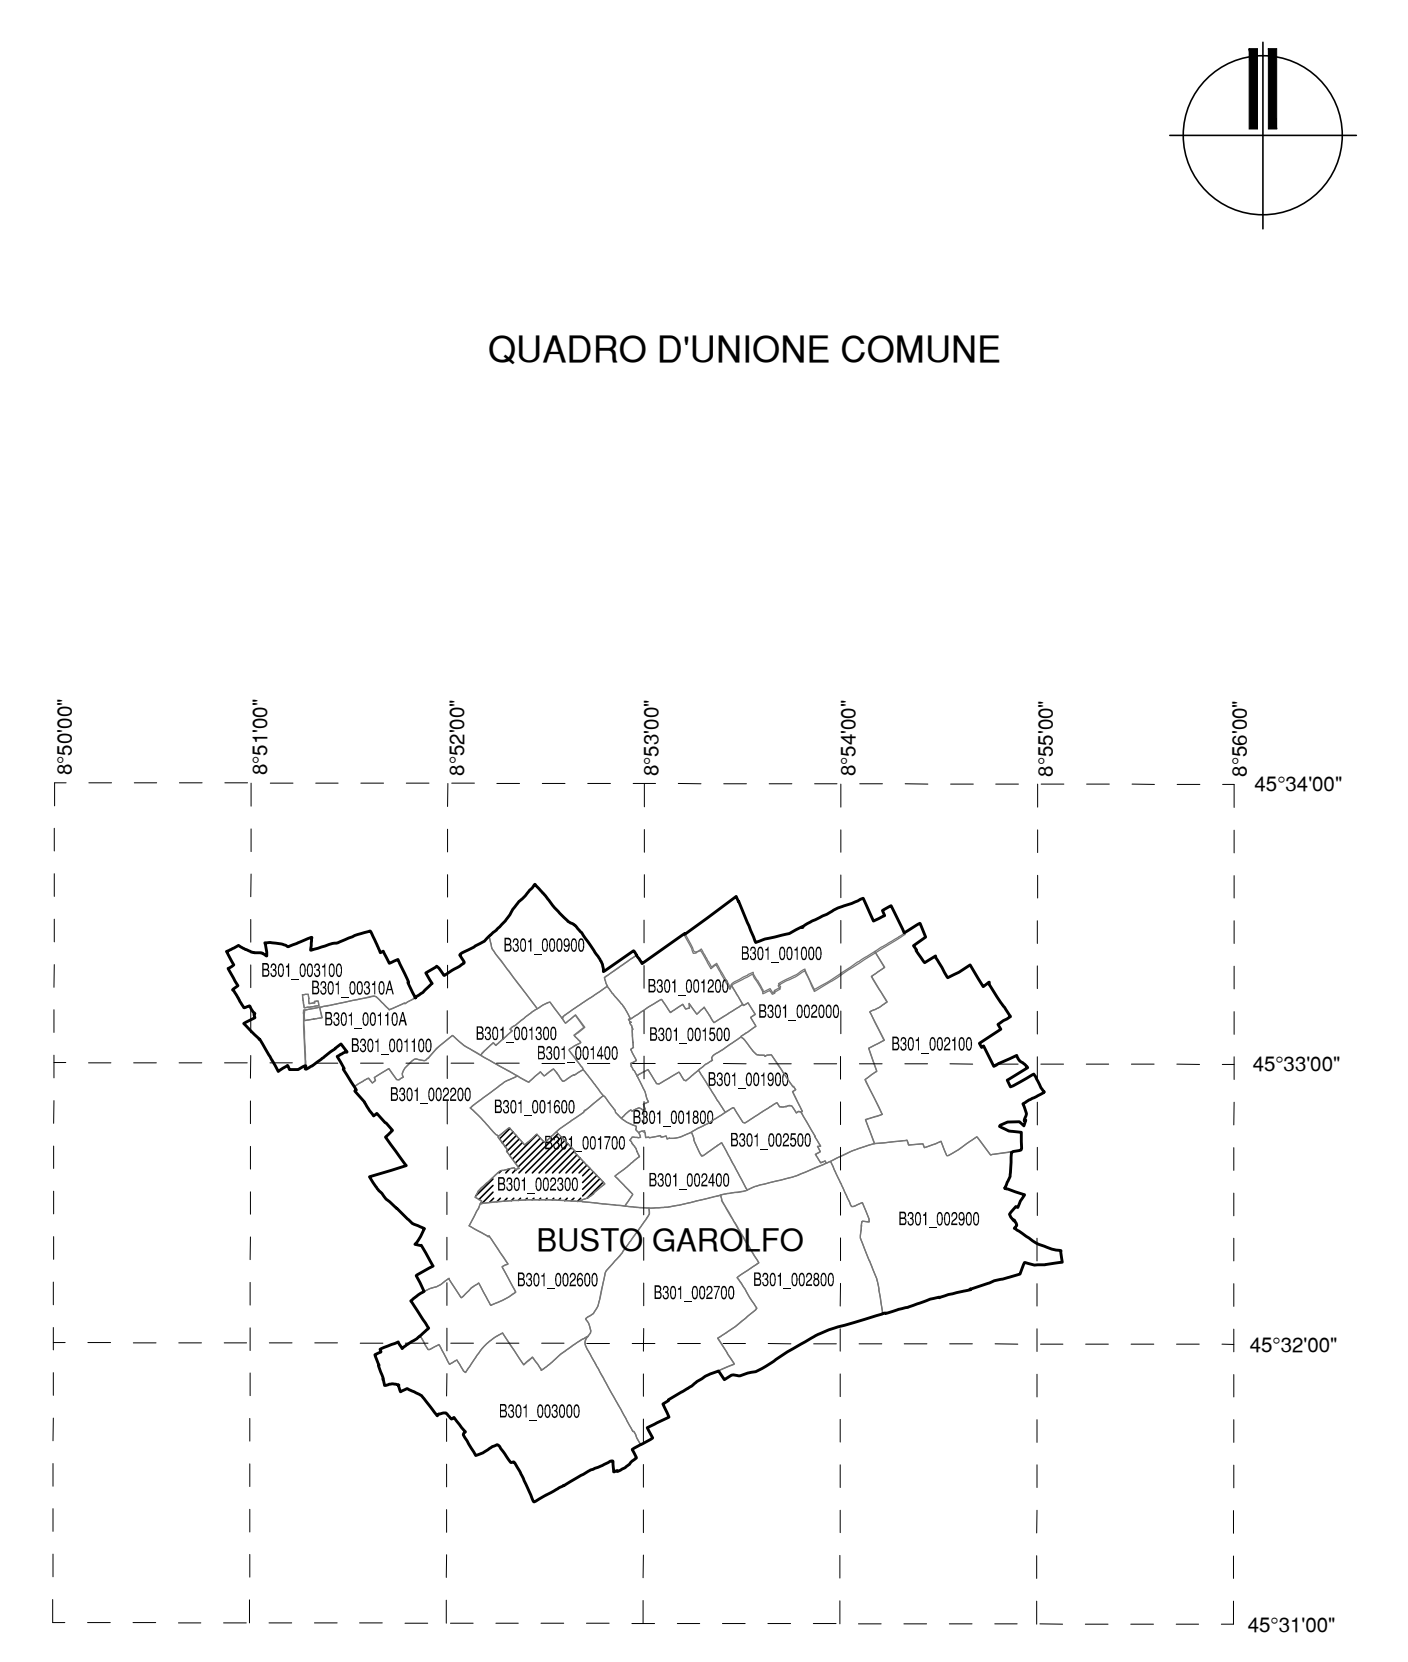 QUADRO D'UNIONE COMUNE
8°50'00"
8°51'00"
8°52'00"
8°53'00"
8°54'00"
8°55'00"
8°56'00"
45°34'00"
B301_000900
B301_001000
B301_003100
B301_00310A
B301_001200
B301_002000
B301_00110A
B301_001300
B301_001500
B301_001100
B301_001400
B301_002100
45°33'00"
B301_002200
B301_001900
B301_001600
B301_001800
B301_001700
B301_002500
B301_002300
B301_002400
B301_002900
BUSTO GAROLFO
B301_002600
B301_002800
B301_002700
45°32'00"
B301_003000
45°31'00"